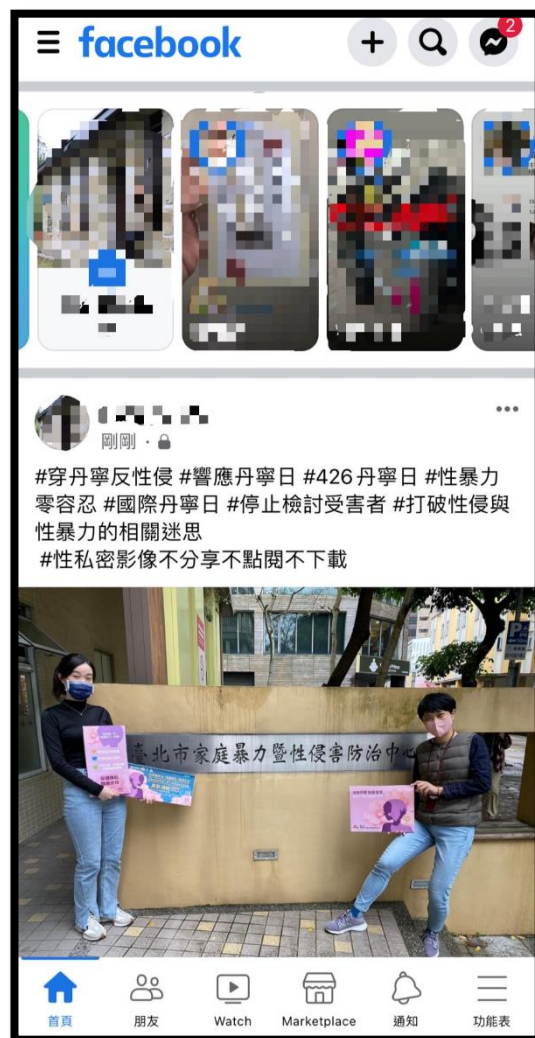 facebook
2
剛剛
#穿丹寧反性侵 #響應丹寧日 #426丹寧日 #性暴力
零容忍 #國際丹寧日 #停止檢討受害者 #打破性侵與
性暴力的相關迷思
#性私密影像不分享不點閱不下載
臺北市家庭暴力暨性侵害防治中心
首頁
朋友
Watch
Marketplace
通知
功能表